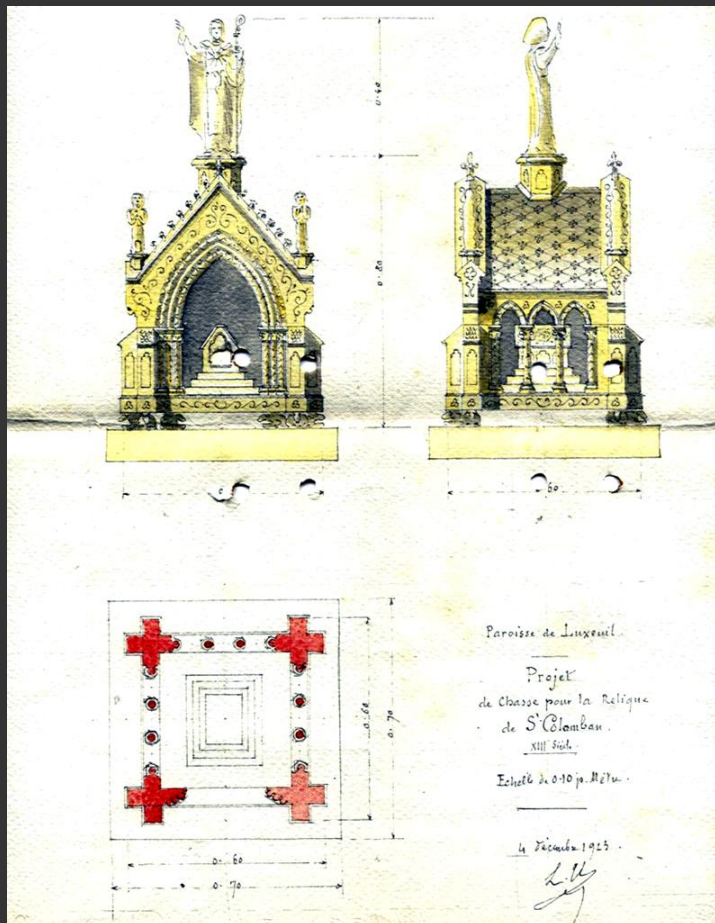 0.40
0.80
60
0.60
0.70
0.60
0.70
Paroisse de Luxeuil
Projet
de Chasse pour la Relique
de St Colomban.
XIII Siècle.
Echelle de 0.10 p. Mètre.
4 décembre 1923.